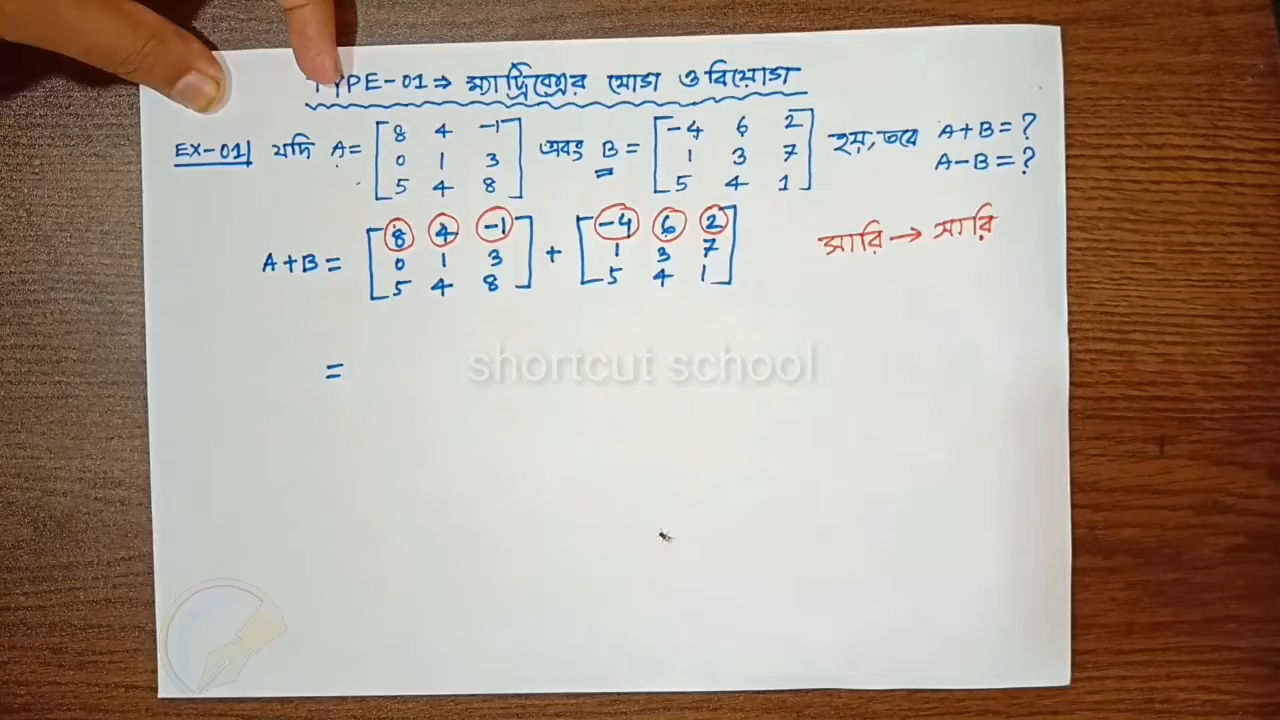 TYPE-01⇒ ম্যাট্রিক্সের যোগ ও বিয়োগ
EX-01| যদি A= [8 4 -1; 0 1 3; 5 4 8] এবং B= [-4 6 2; 1 3 7; 5 4 1] হয়, তবে A+B=? A-B=?
A+B= [8 4 -1; 0 1 3; 5 4 8] + [-4 6 2; 1 3 7; 5 4 1] সারি → সারি
= shortcut school